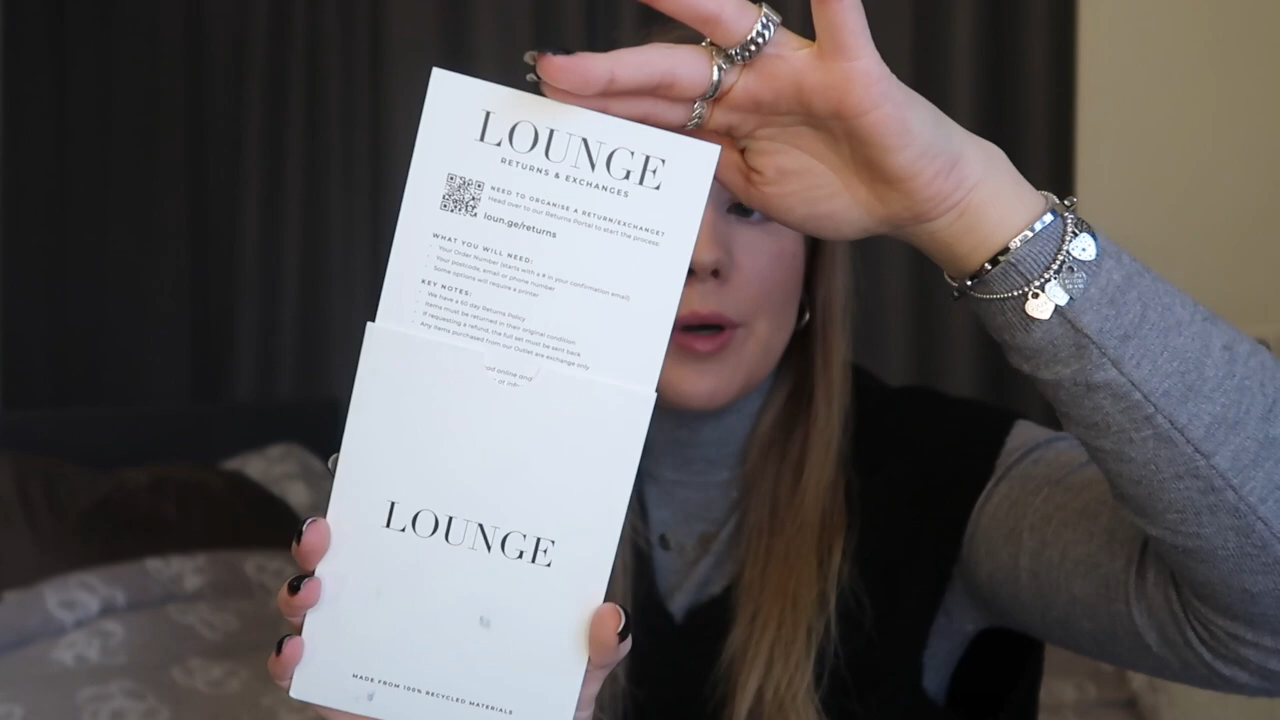 LOUNGE
RETURNS & EXCHANGES
NEED TO ORGANISE A RETURN/EXCHANGE?
Head over to our Returns Portal to start the process:
loun.ge/returns
WHAT YOU WILL NEED:
- Your Order Number (starts with a # in your confirmation email)
- Your postcode, email or phone number
- Some options will require a printer
KEY NOTES:
- We have a 60 day Returns Policy
- Items must be returned in their original condition
- If requesting a refund, the full set must be sent back
- Any items purchased from our Outlet are exchange only
online and
of
LOUNGE
MADE FROM 100% RECYCLED MATERIALS